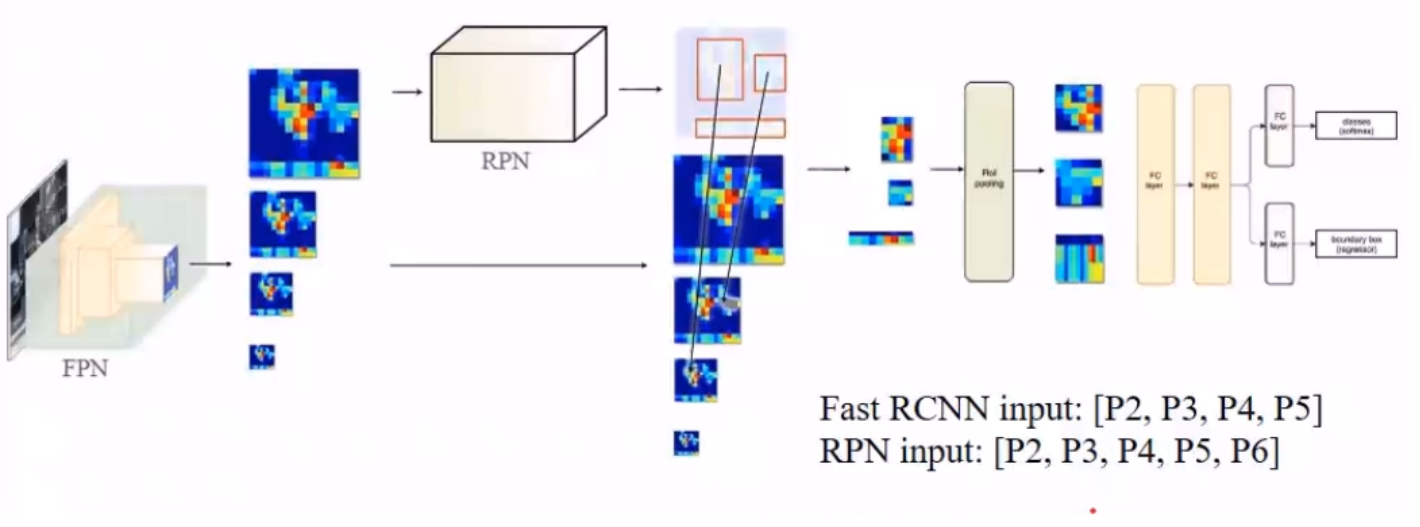 FPN
RPN
RoI
pooling
FC
layer
FC
layer
FC
layer
classes
(softmax)
FC
layer
boundary box
(regressor)
Fast RCNN input: [P2, P3, P4, P5]
RPN input: [P2, P3, P4, P5, P6]